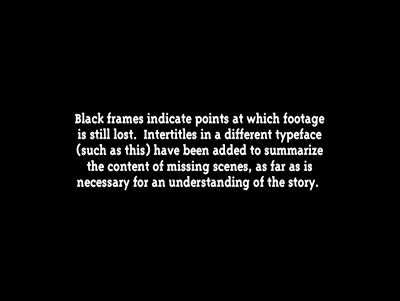 Black frames indicate points at which footage
is still lost.  Intertitles in a different typeface
(such as this) have been added to summarize
the content of missing scenes, as far as is
necessary for an understanding of the story.